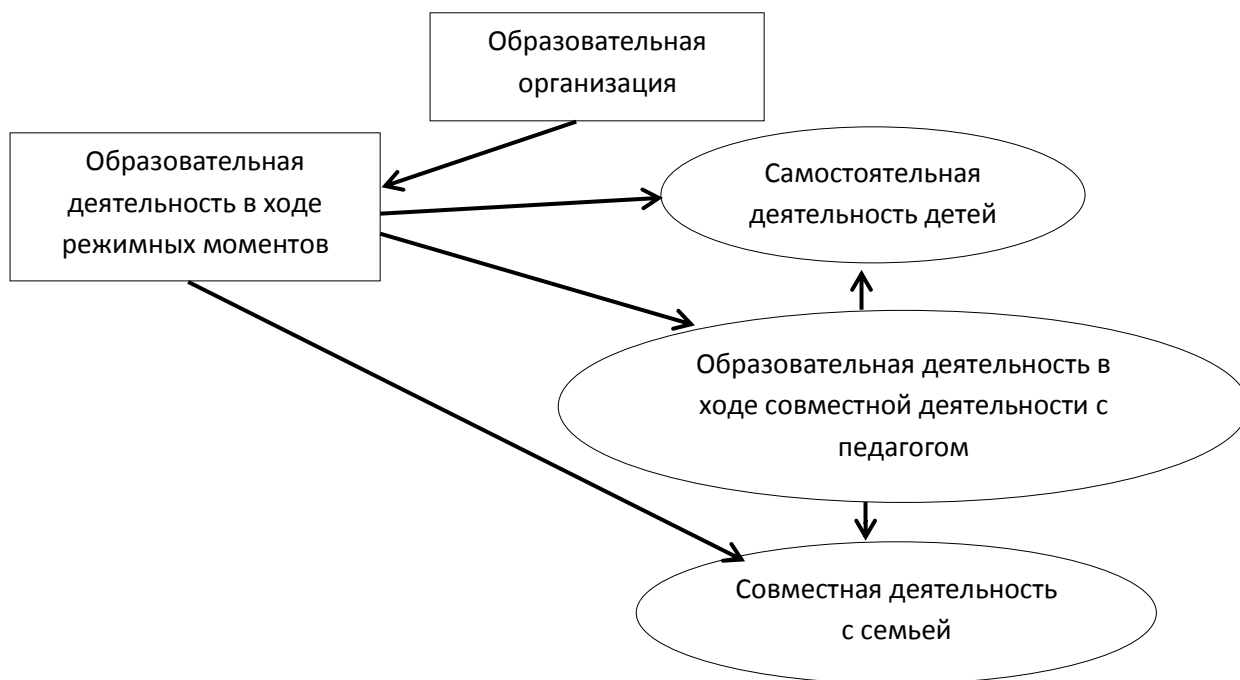 Образовательная
организация
Образовательная
деятельность в ходе
режимных моментов
Самостоятельная
деятельность детей
Образовательная деятельность в
ходе совместной деятельности с
педагогом
Совместная деятельность
с семьей